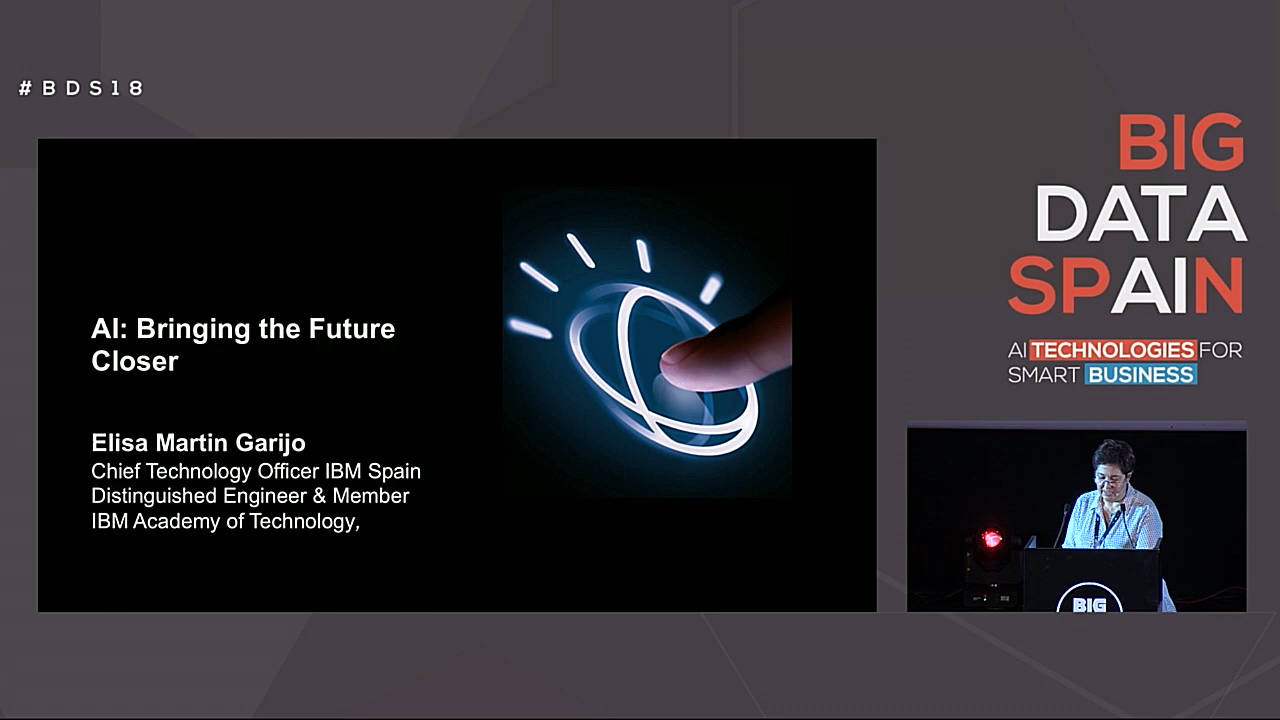 #BDS18
AI: Bringing the Future
Closer
Elisa Martin Garijo
Chief Technology Officer IBM Spain
Distinguished Engineer & Member
IBM Academy of Technology,
BIG
DATA
SPAIN
AI TECHNOLOGIES FOR
SMART BUSINESS
BIG